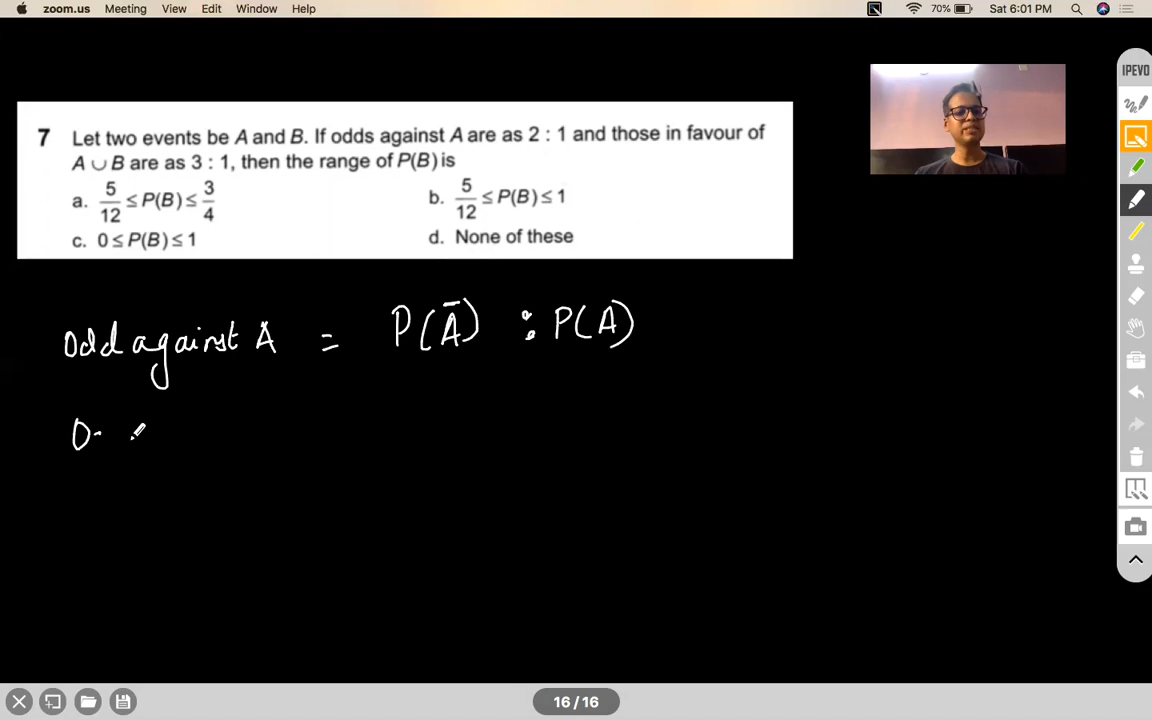 zoom.us Meeting View Edit Window Help 70% Sat 6:01 PM
IPEVO
7 Let two events be A and B. If odds against A are as 2 : 1 and those in favour of
A ∪ B are as 3 : 1, then the range of P(B) is
a. 5/12 ≤ P(B) ≤ 3/4 b. 5/12 ≤ P(B) ≤ 1
c. 0 ≤ P(B) ≤ 1 d. None of these
Odd against A = P(Ā) : P(A)
16 / 16